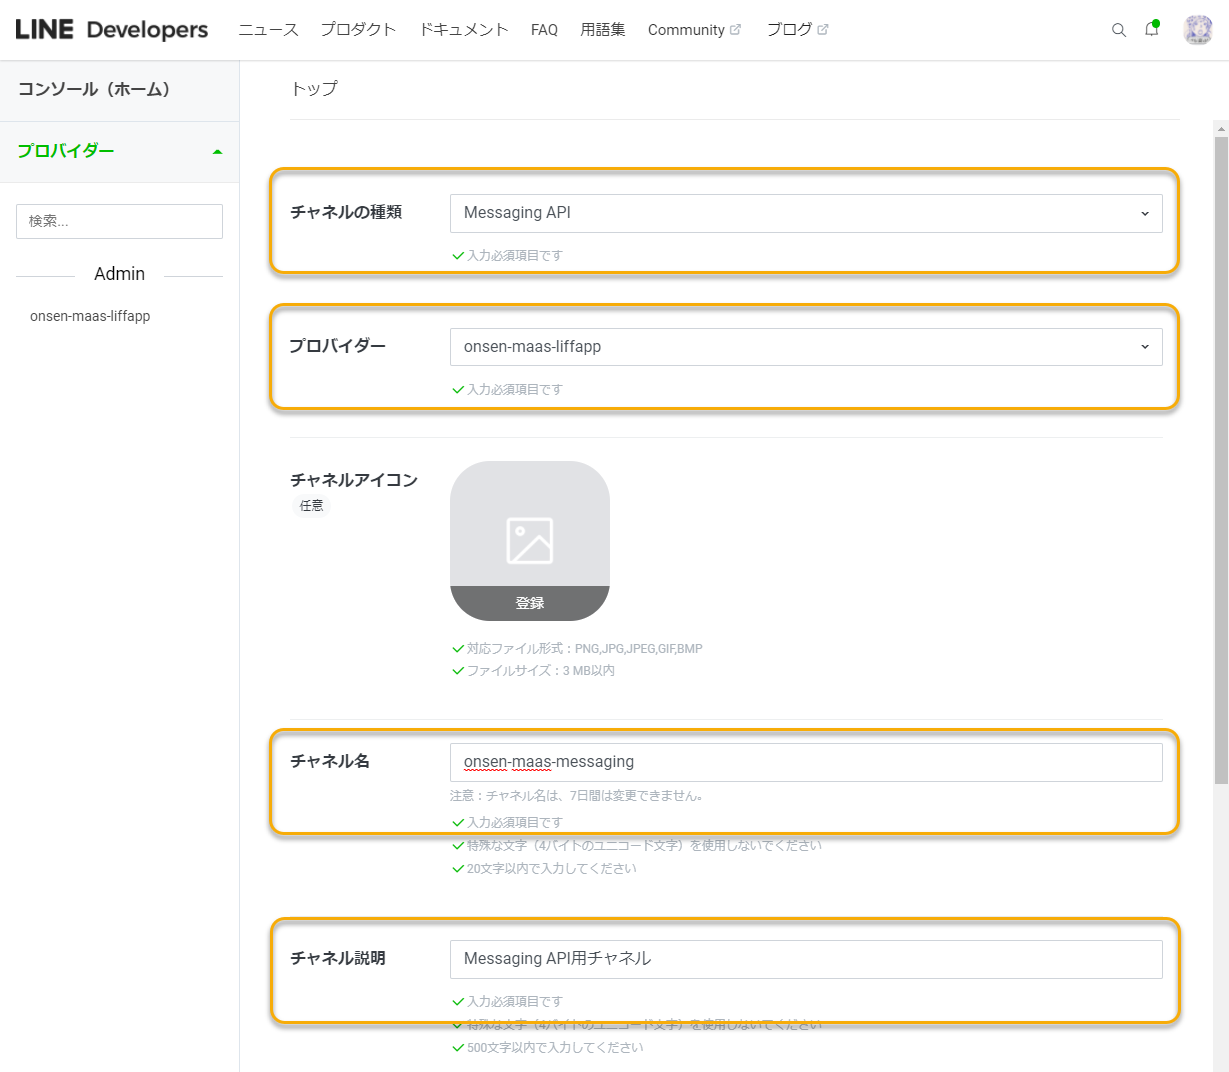 LINE Developers ニュース プロダクト ドキュメント FAQ 用語集 Community ブログ
コンソール（ホーム）
プロバイダー
検索...
Admin
onsen-maas-liffapp
トップ
チャネルの種類 Messaging API
入力必須項目です
プロバイダー onsen-maas-liffapp
入力必須項目です
チャネルアイコン
任意
登録
対応ファイル形式：PNG,JPG,JPEG,GIF,BMP
ファイルサイズ：3 MB以内
チャネル名 onsen-maas-messaging
注意：チャネル名は、7日間は変更できません。
入力必須項目です
特殊な文字（4バイトのユニコード文字）を使用しないでください
20文字以内で入力してください
チャネル説明 Messaging API用チャネル
入力必須項目です
特殊な文字（4バイトのユニコード文字）を使用しないでください
500文字以内で入力してください